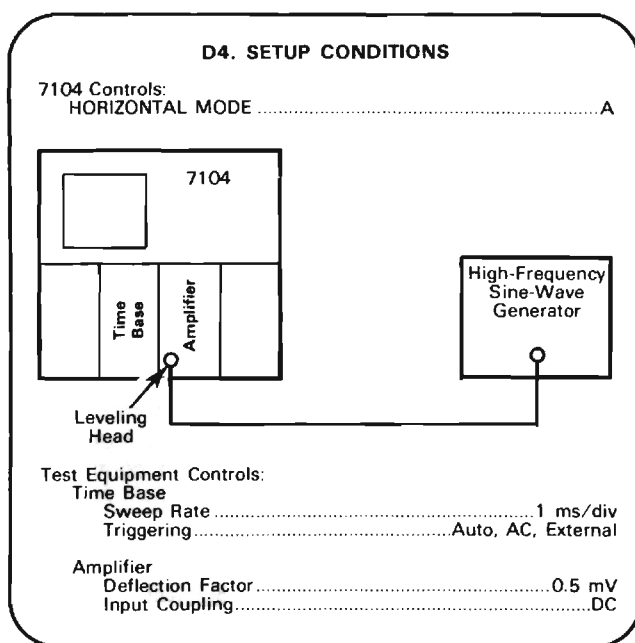 D4. SETUP CONDITIONS
7104 Controls:
HORIZONTAL MODE ........................................................A
7104
Time
Base
Amplifier
High-Frequency
Sine-Wave
Generator
Leveling
Head
Test Equipment Controls:
Time Base
Sweep Rate ....................................................1 ms/div
Triggering..........................................Auto, AC, External
Amplifier
Deflection Factor..................................................0.5 mV
Input Coupling..........................................................DC